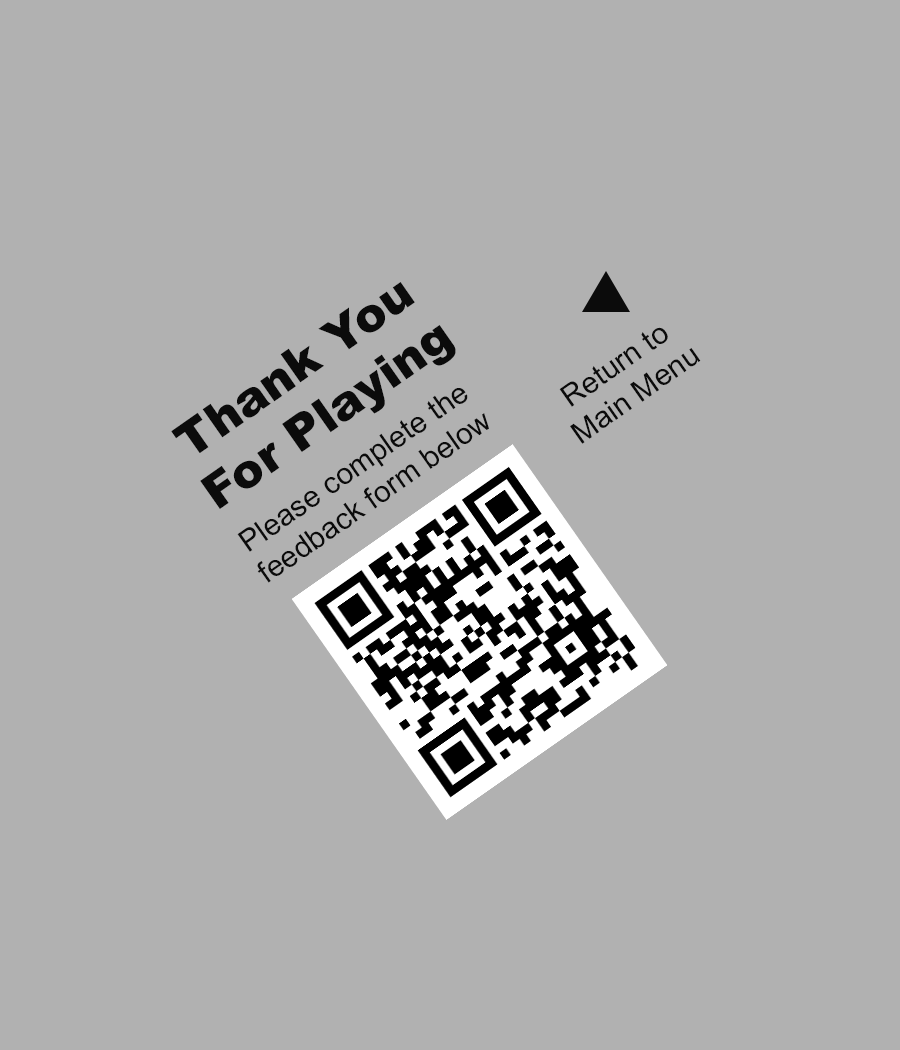 Thank You
For Playing
Please complete the
feedback form below
Return to
Main Menu